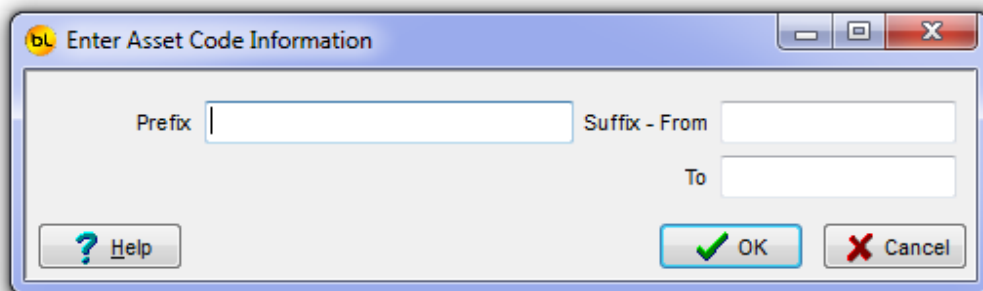 bL Enter Asset Code Information
Prefix Suffix - From
To
? Help OK Cancel